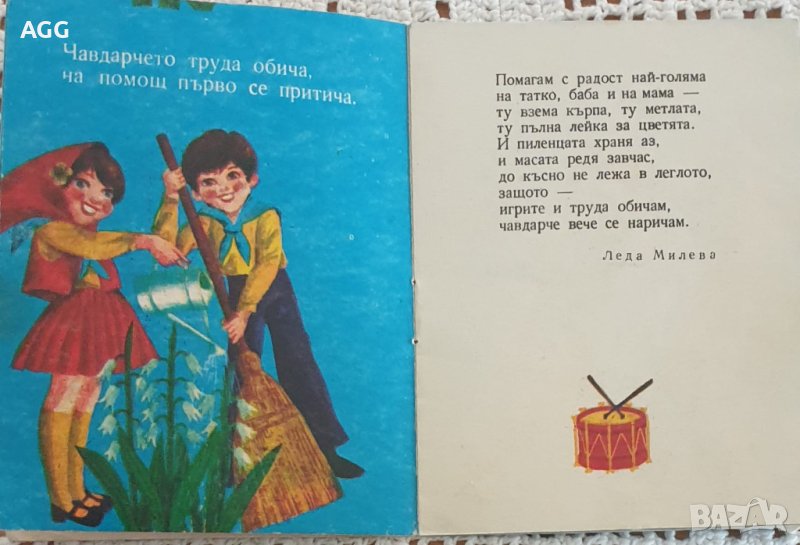 AGG
Чавдарчето труда обича,
на помощ първо се притича.
Помагам с радост най-голяма
на татко, баба и на мама —
ту взема кърпа, ту метлата,
ту пълна лейка за цветята.
И пиленцата храня аз,
и масата редя завчас,
до късно не лежа в леглото,
защото —
игрите и труда обичам,
чавдарче вече се наричам.
Леда Милева
BAZAR
bg